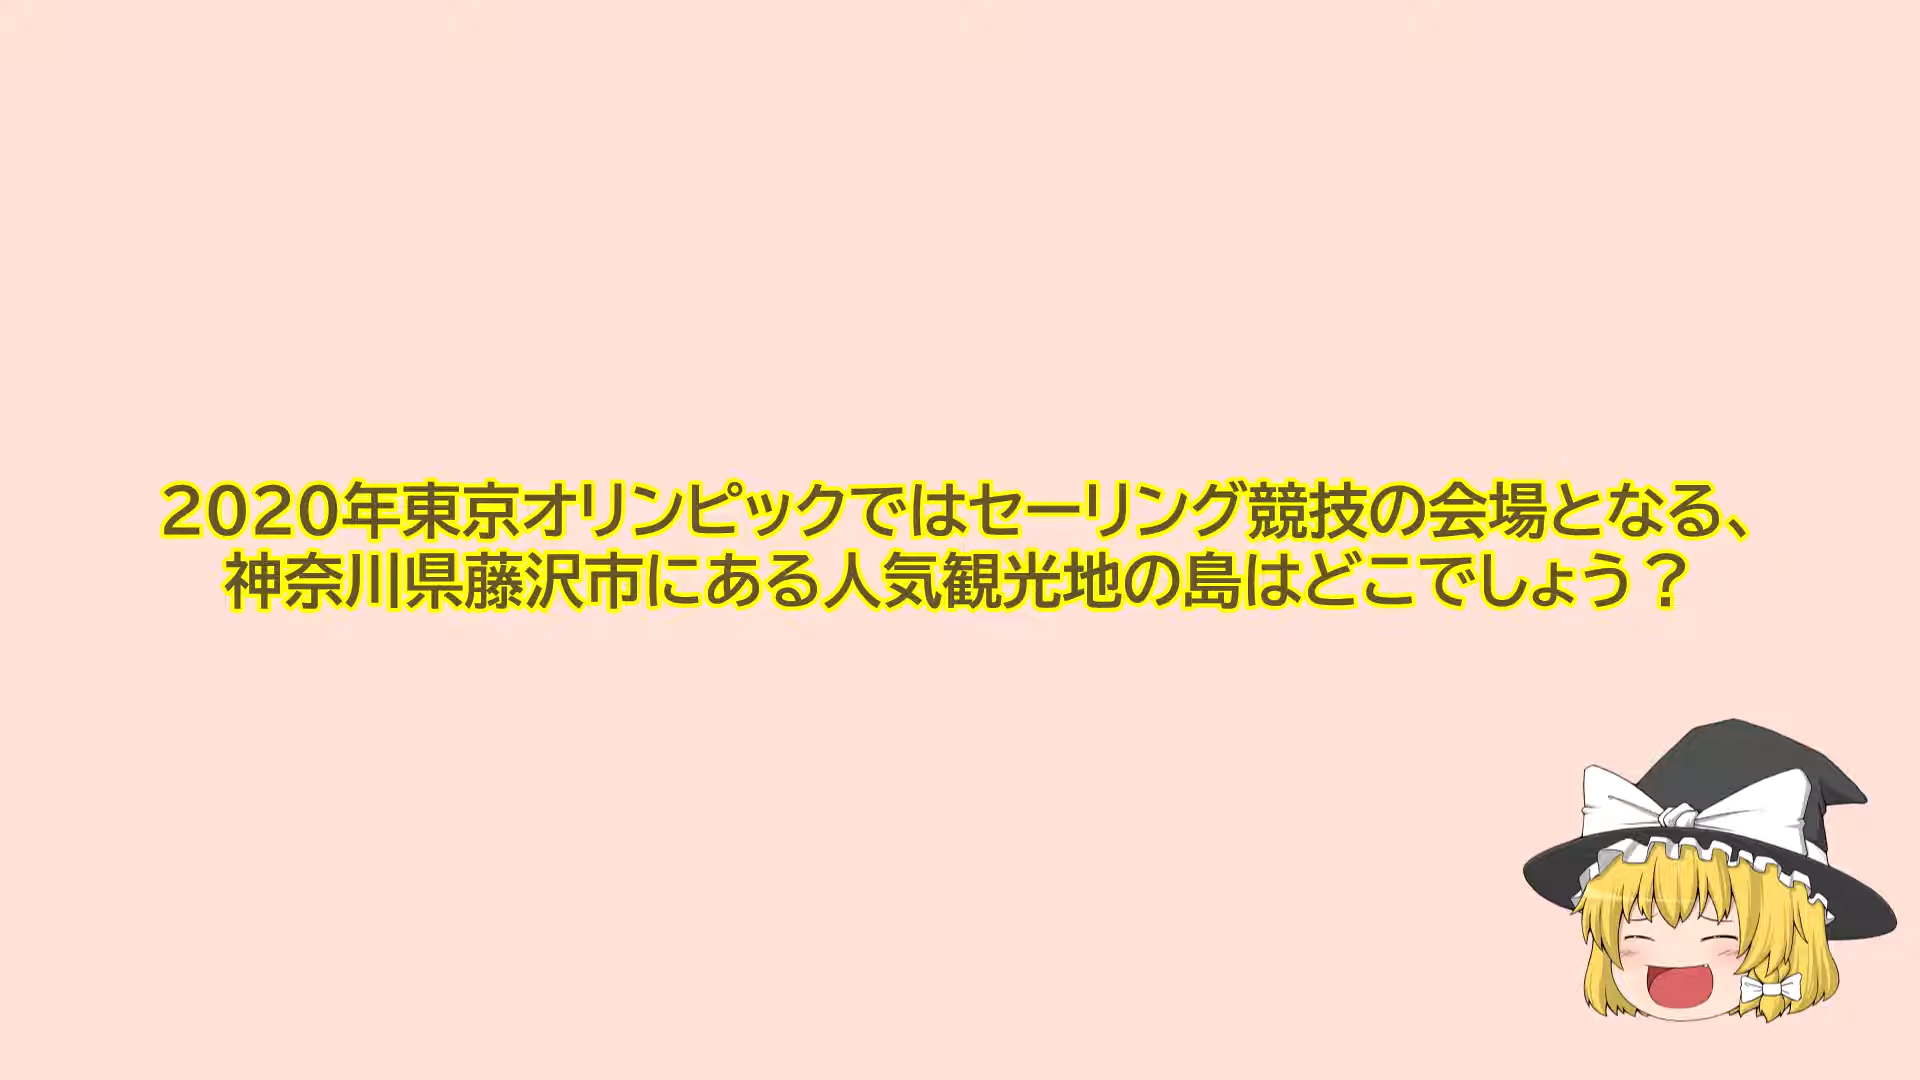 2020年東京オリンピックではセーリング競技の会場となる、
神奈川県藤沢市にある人気観光地の島はどこでしょう？